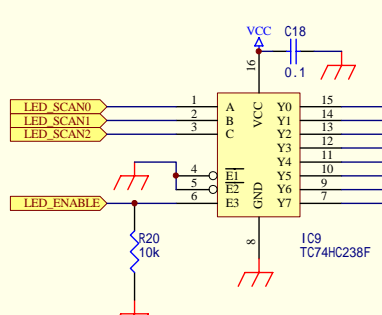 VCC
C18
0.1
16
LED_SCAN0
LED_SCAN1
LED_SCAN2
1
2
3
A
B
C
VCC
Y0
Y1
Y2
Y3
Y4
Y5
Y6
Y7
15
14
13
12
11
10
9
7
4
5
6
E1
E2
E3
GND
LED_ENABLE
8
R20
10k
IC9
TC74HC238F